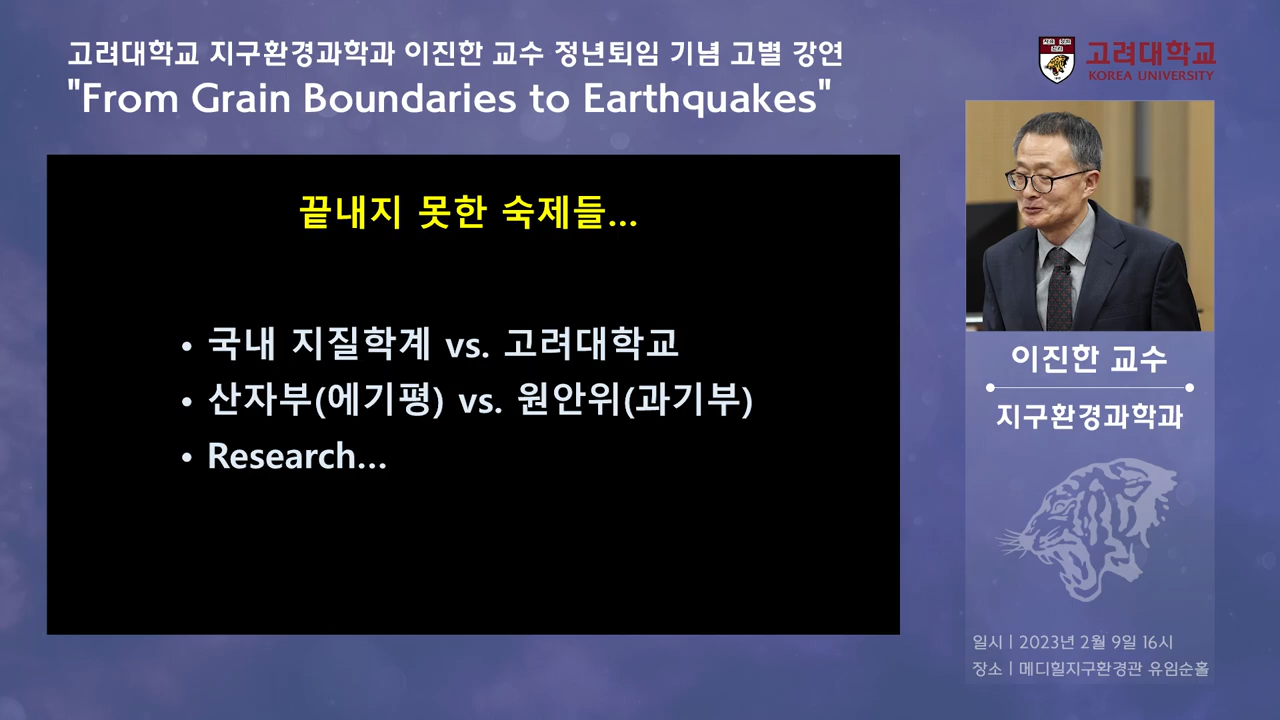 고려대학교 지구환경과학과 이진한 교수 정년퇴임 기념 고별 강연
"From Grain Boundaries to Earthquakes"
고려대학교
KOREA UNIVERSITY
끝내지 못한 숙제들...
• 국내 지질학계 vs. 고려대학교
• 산자부(에기평) vs. 원안위(과기부)
• Research...
이진한 교수
지구환경과학과
일시 | 2023년 2월 9일 16시
장소 | 메디힐지구환경관 유임순홀